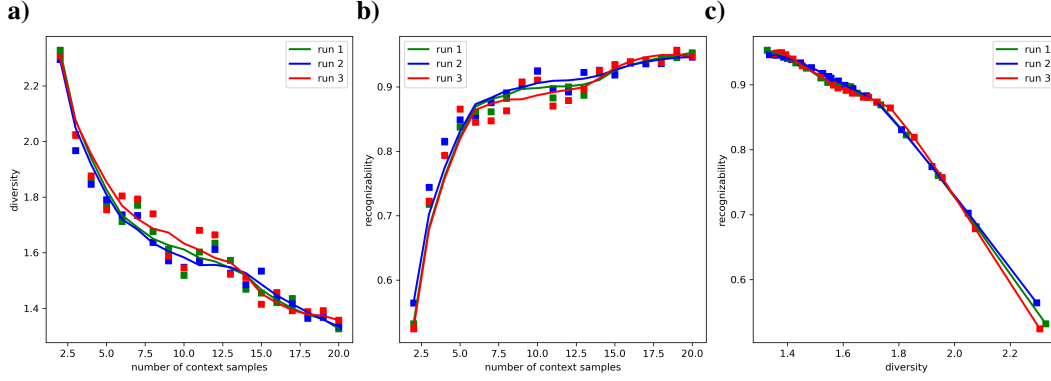 a)
run 1
run 2
run 3
diversity
2.2
2.0
1.8
1.6
1.4
2.5
5.0
7.5
10.0
12.5
15.0
17.5
20.0
number of context samples
b)
run 1
run 2
run 3
recognizability
0.9
0.8
0.7
0.6
2.5
5.0
7.5
10.0
12.5
15.0
17.5
20.0
number of context samples
c)
run 1
run 2
run 3
recognizability
0.9
0.8
0.7
0.6
1.4
1.6
1.8
2.0
2.2
diversity